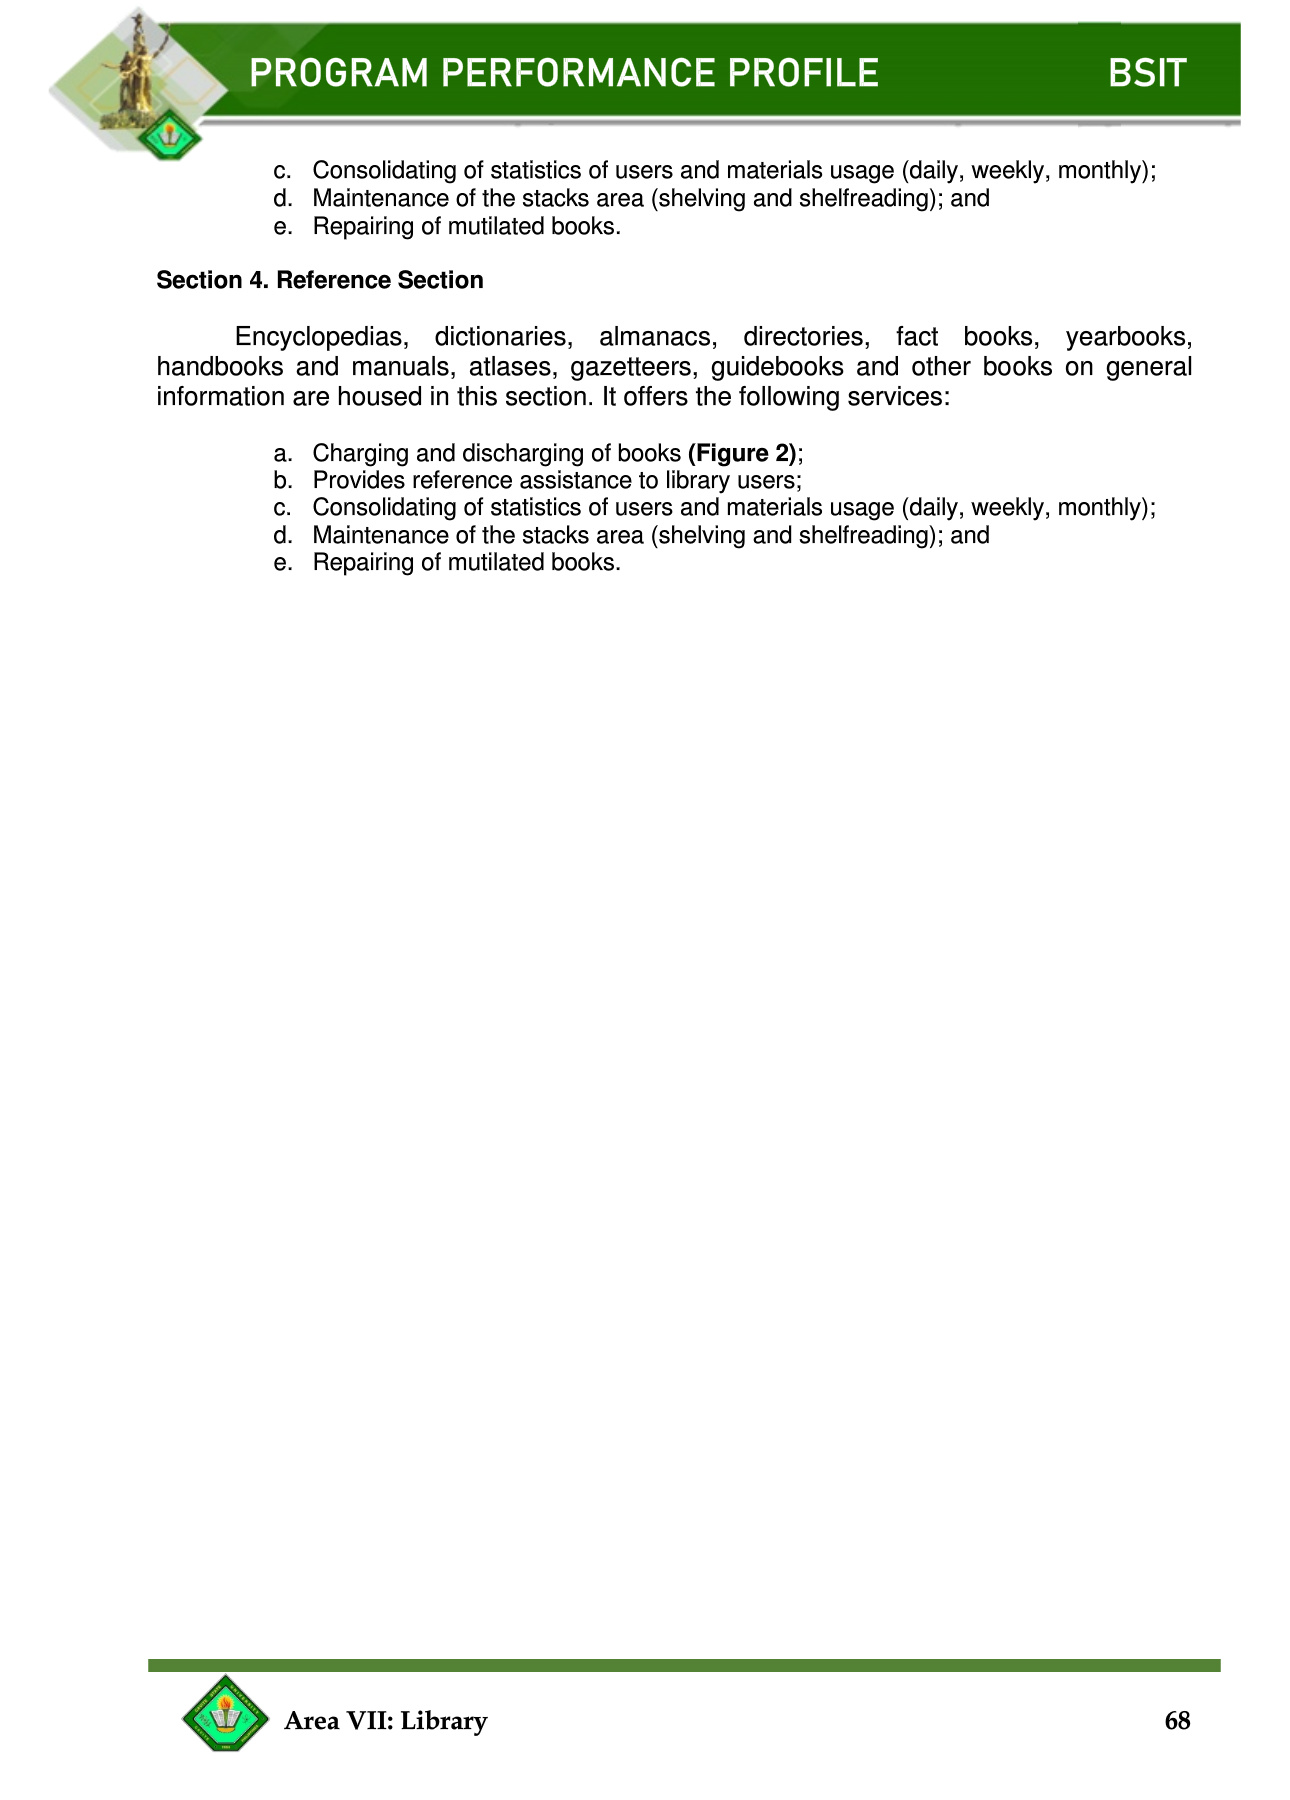 PROGRAM PERFORMANCE PROFILE BSIT
c. Consolidating of statistics of users and materials usage (daily, weekly, monthly);
d. Maintenance of the stacks area (shelving and shelfreading); and
e. Repairing of mutilated books.
Section 4. Reference Section
Encyclopedias, dictionaries, almanacs, directories, fact books, yearbooks,
handbooks and manuals, atlases, gazetteers, guidebooks and other books on general
information are housed in this section. It offers the following services:
a. Charging and discharging of books (Figure 2);
b. Provides reference assistance to library users;
c. Consolidating of statistics of users and materials usage (daily, weekly, monthly);
d. Maintenance of the stacks area (shelving and shelfreading); and
e. Repairing of mutilated books.
Area VII: Library 68